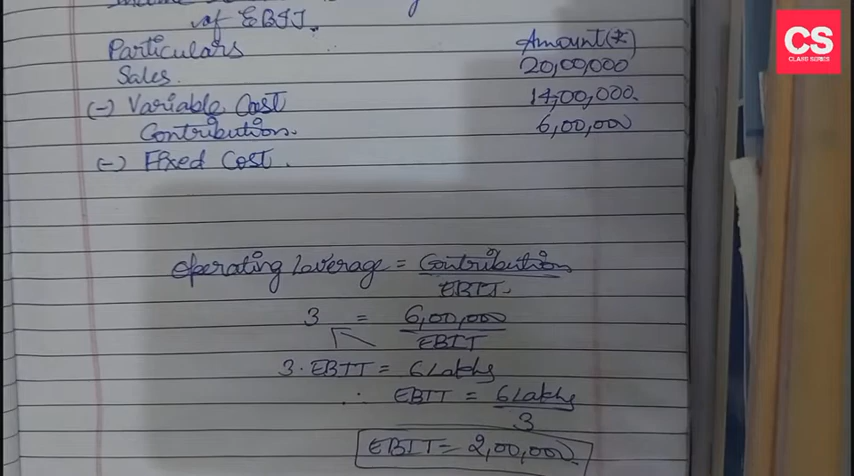 of EBIT.
Particulars Amount(₹)
Sales. 20,00,000
(-) Variable Cost 14,00,000.
Contribution. 6,00,000
(-) Fixed Cost.
Operating Leverage = Contribution
EBIT.
3 = 6,00,000
EBIT
3. EBIT = 6 Lakhs
∴ EBIT = 6 Lakhs
3
EBIT = 2,00,000
CS
CLASS SERIES